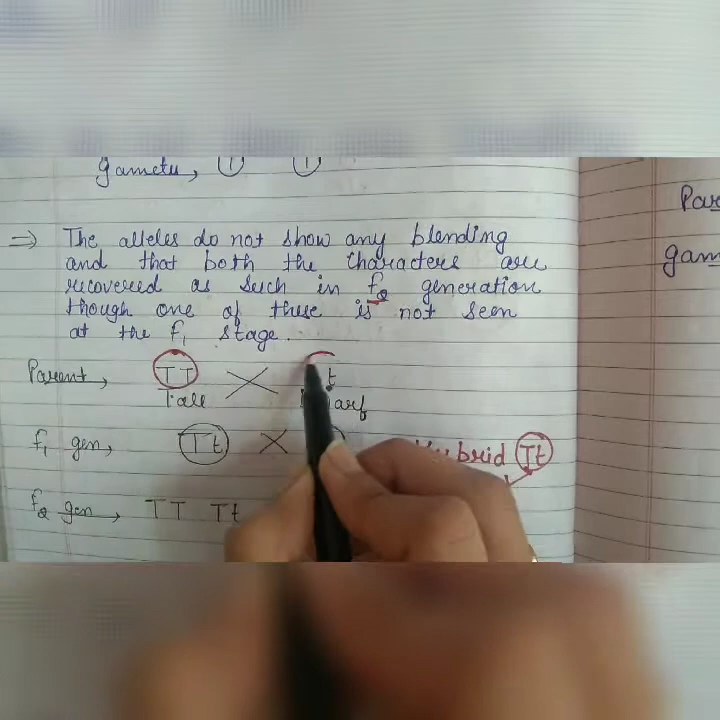 gametes, T T
⇒ The alleles do not show any blending
and that both the characters are
recovered as such in f2 generation
though one of these is not seen
at the f1 stage.
Parent, TT × t
Tall arf
f1 gen, Tt × brid Tt
f2 gen → TT Tt
Par
gam